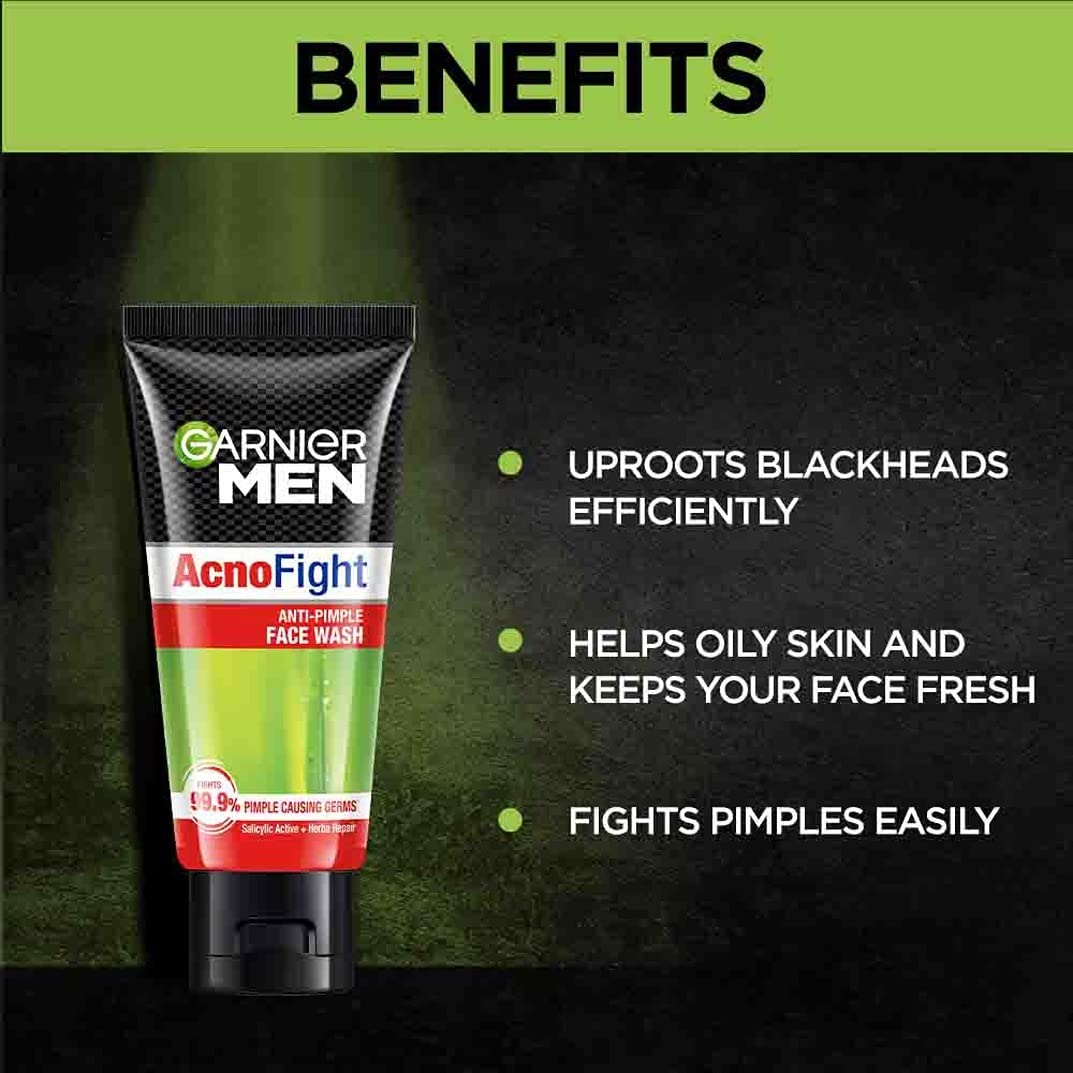 BENEFITS
GARNIER
MEN
AcnoFight
ANTI-PIMPLE
FACE WASH
FIGHTS
99.9% PIMPLE CAUSING GERMS
Salicylic Active + Herba Repair
UPROOTS BLACKHEADS
EFFICIENTLY
HELPS OILY SKIN AND
KEEPS YOUR FACE FRESH
FIGHTS PIMPLES EASILY